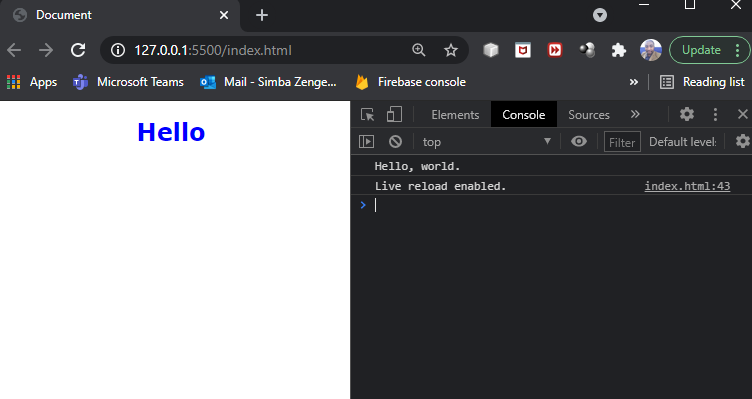 Document
127.0.0.1:5500/index.html
Update
Apps
Microsoft Teams
Mail - Simba Zenge...
Firebase console
»
Reading list
Hello
Elements
Console
Sources
»
top
Filter
Default level
Hello, world.
Live reload enabled. index.html:43
>